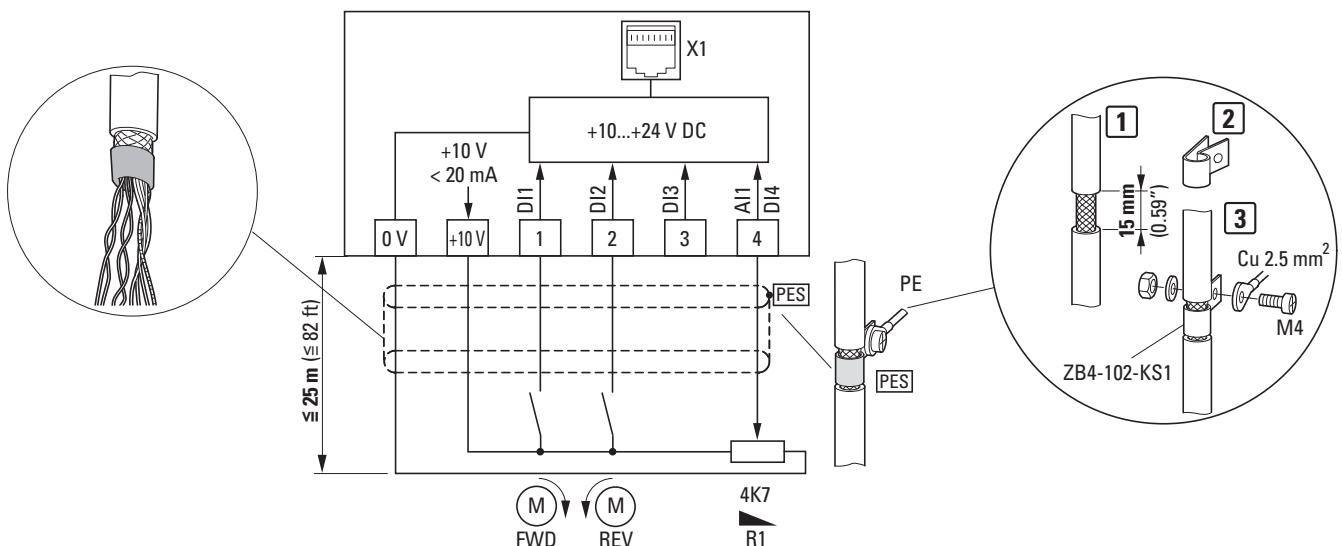 X1
+10...+24 V DC
+10 V
< 20 mA
DI1
DI2
DI3
AI1
DI4
0 V
+10 V
1
2
3
4
≤ 25 m (≤ 82 ft)
PES
PE
PES
M
M
FWD
REV
4K7
R1
1
2
15 mm
(0.59″)
3
Cu 2.5 mm²
M4
ZB4-102-KS1